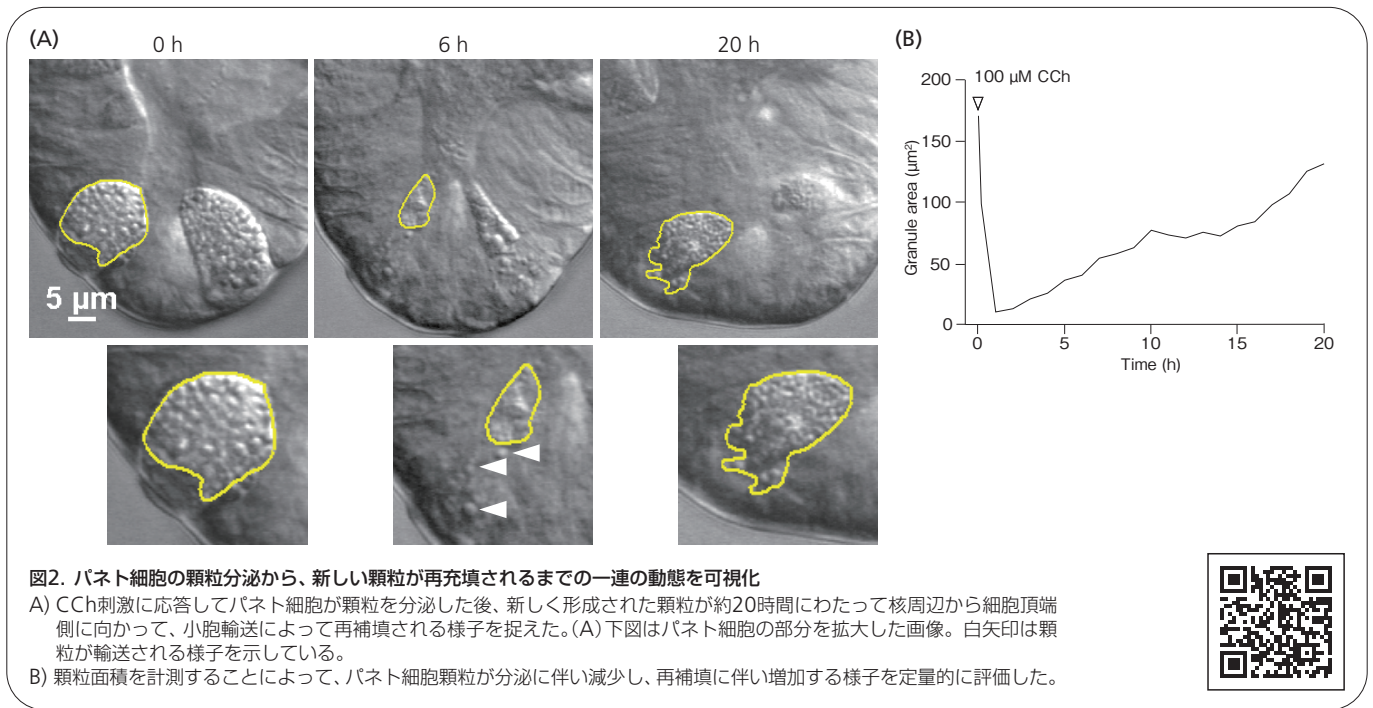 (A)
0 h 6 h 20 h
5 µm
(B)
100 µM CCh
Granule area (µm²)
200
150
100
50
0
0 5 10 15 20
Time (h)
図2. パネト細胞の顆粒分泌から、新しい顆粒が再充填されるまでの一連の動態を可視化
A) CCh刺激に応答してパネト細胞が顆粒を分泌した後、新しく形成された顆粒が約20時間にわたって核周辺から細胞頂端
側に向かって、小胞輸送によって再補填される様子を捉えた。(A)下図はパネト細胞の部分を拡大した画像。白矢印は顆
粒が輸送される様子を示している。
B) 顆粒面積を計測することによって、パネト細胞顆粒が分泌に伴い減少し、再補填に伴い増加する様子を定量的に評価した。